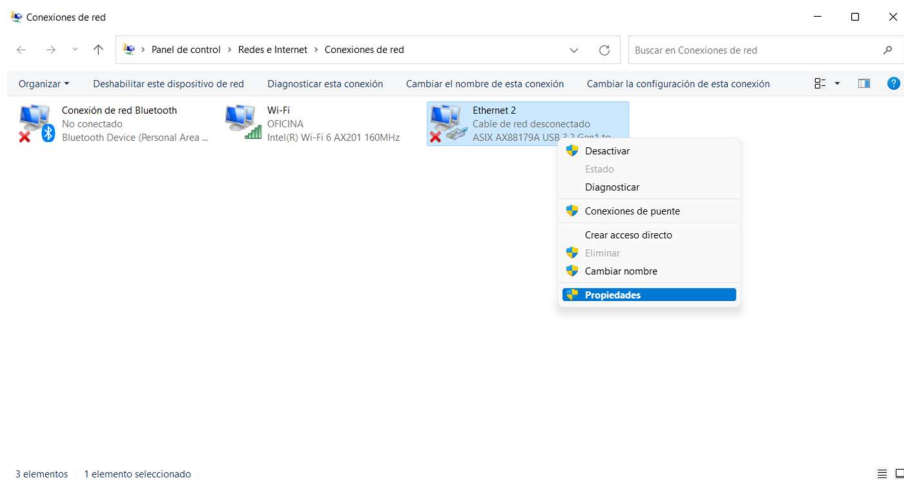 Conexiones de red
Panel de control > Redes e Internet > Conexiones de red
Buscar en Conexiones de red
Organizar
Deshabilitar este dispositivo de red
Diagnosticar esta conexión
Cambiar el nombre de esta conexión
Cambiar la configuración de esta conexión
Conexión de red Bluetooth
No conectado
Bluetooth Device (Personal Area ...
Wi-Fi
OFICINA
Intel(R) Wi-Fi 6 AX201 160MHz
Ethernet 2
Cable de red desconectado
ASIX AX88179A USB 3.2 Gen1 to
Desactivar
Estado
Diagnosticar
Conexiones de puente
Crear acceso directo
Eliminar
Cambiar nombre
Propiedades
3 elementos
1 elemento seleccionado